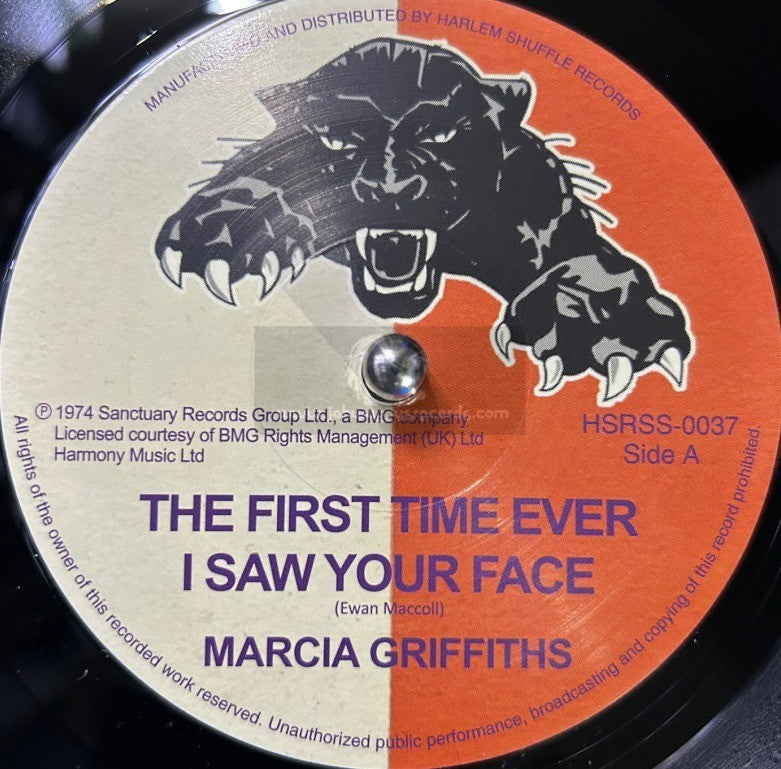 MANUFACTURED AND DISTRIBUTED BY HARLEM SHUFFLE RECORDS
℗ 1974 Sanctuary Records Group Ltd., a BMG company
Licensed courtesy of BMG Rights Management (UK) Ltd
Harmony Music Ltd
HSRSS-0037
Side A
THE FIRST TIME EVER
I SAW YOUR FACE
(Ewan Maccoll)
MARCIA GRIFFITHS
All rights of the owner of this recorded work reserved. Unauthorized public performance, broadcasting and copying of this record prohibited.